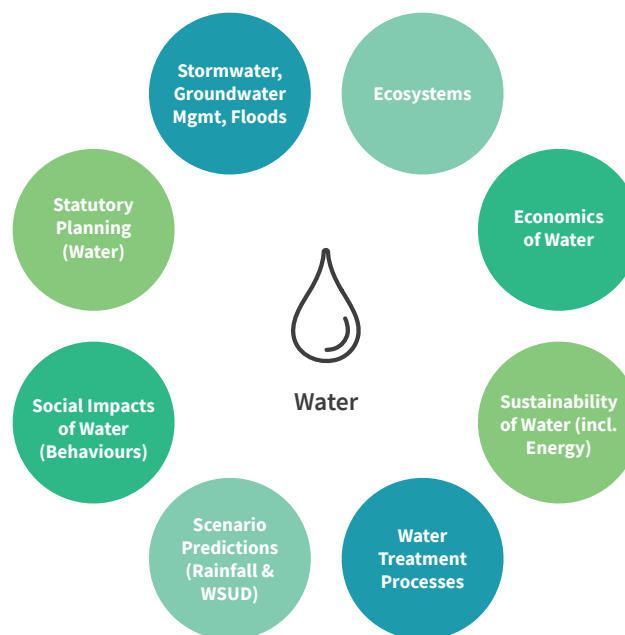 Stormwater,
Groundwater
Mgmt, Floods
Ecosystems
Statutory
Planning
(Water)
Economics
of Water
Water
Social Impacts
of Water
(Behaviours)
Sustainability
of Water (incl.
Energy)
Scenario
Predictions
(Rainfall &
WSUD)
Water
Treatment
Processes